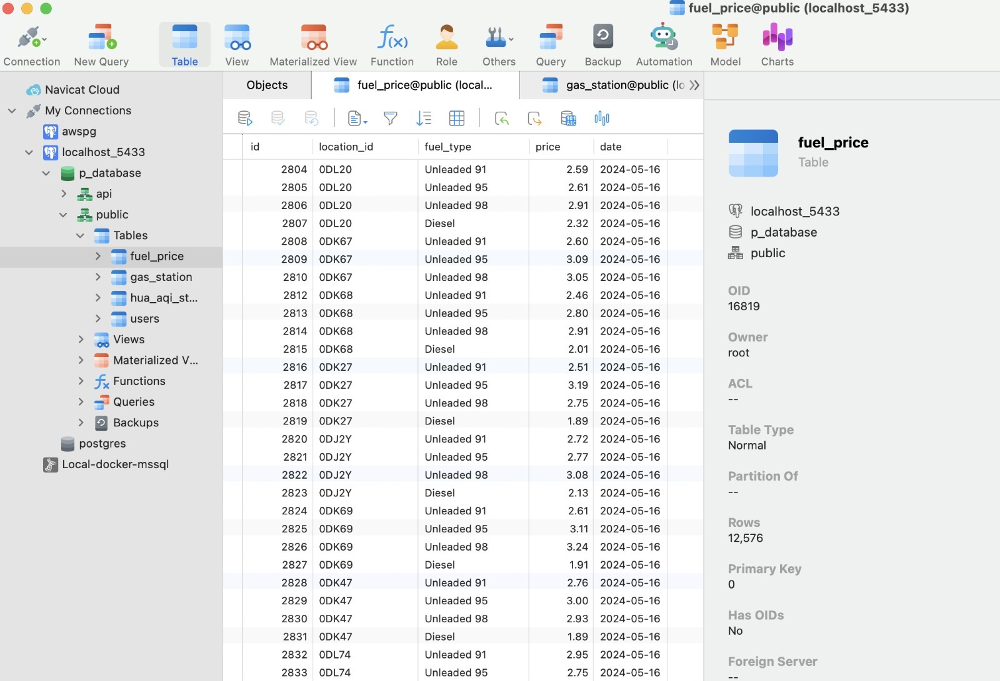 fuel_price@public (localhost_5433)
Connection New Query Table View Materialized View Function Role Others Query Backup Automation Model Charts
Navicat Cloud
My Connections
awspg
localhost_5433
p_database
api
public
Tables
fuel_price
gas_station
hua_aqi_st...
users
Views
Materialized V...
Functions
Queries
Backups
postgres
Local-docker-mssql
Objects fuel_price@public (local... gas_station@public (lo
id location_id fuel_type price date
2804 0DL20 Unleaded 91 2.59 2024-05-16
2805 0DL20 Unleaded 95 2.61 2024-05-16
2806 0DL20 Unleaded 98 2.91 2024-05-16
2807 0DL20 Diesel 2.32 2024-05-16
2808 0DK67 Unleaded 91 2.60 2024-05-16
2809 0DK67 Unleaded 95 3.09 2024-05-16
2810 0DK67 Unleaded 98 3.05 2024-05-16
2812 0DK68 Unleaded 91 2.46 2024-05-16
2813 0DK68 Unleaded 95 2.80 2024-05-16
2814 0DK68 Unleaded 98 2.91 2024-05-16
2815 0DK68 Diesel 2.01 2024-05-16
2816 0DK27 Unleaded 91 2.51 2024-05-16
2817 0DK27 Unleaded 95 3.19 2024-05-16
2818 0DK27 Unleaded 98 2.75 2024-05-16
2819 0DK27 Diesel 1.89 2024-05-16
2820 0DJ2Y Unleaded 91 2.72 2024-05-16
2821 0DJ2Y Unleaded 95 2.77 2024-05-16
2822 0DJ2Y Unleaded 98 3.08 2024-05-16
2823 0DJ2Y Diesel 2.13 2024-05-16
2824 0DK69 Unleaded 91 2.61 2024-05-16
2825 0DK69 Unleaded 95 3.11 2024-05-16
2826 0DK69 Unleaded 98 3.24 2024-05-16
2827 0DK69 Diesel 1.91 2024-05-16
2828 0DK47 Unleaded 91 2.76 2024-05-16
2829 0DK47 Unleaded 95 3.00 2024-05-16
2830 0DK47 Unleaded 98 2.93 2024-05-16
2831 0DK47 Diesel 1.89 2024-05-16
2832 0DL74 Unleaded 91 2.95 2024-05-16
2833 0DL74 Unleaded 95 2.75 2024-05-16
fuel_price
Table
localhost_5433
p_database
public
OID
16819
Owner
root
ACL
--
Table Type
Normal
Partition Of
--
Rows
12,576
Primary Key
0
Has OIDs
No
Foreign Server
--